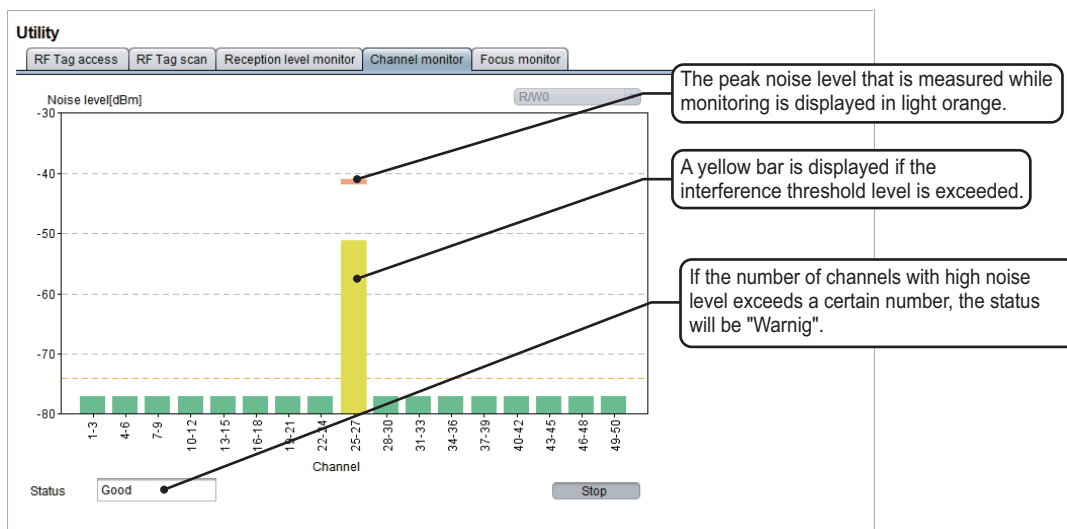 Utility
RF Tag access
RF Tag scan
Reception level monitor
Channel monitor
Focus monitor
Noise level[dBm]
R/W0
-30
-40
-50
-60
-70
-80
1-3
4-6
7-9
10-12
13-15
16-18
19-21
22-24
25-27
28-30
31-33
34-36
37-39
40-42
43-45
46-48
49-50
Channel
Status
Good
Stop
The peak noise level that is measured while
monitoring is displayed in light orange.
A yellow bar is displayed if the
interference threshold level is exceeded.
If the number of channels with high noise
level exceeds a certain number, the status
will be "Warnig".